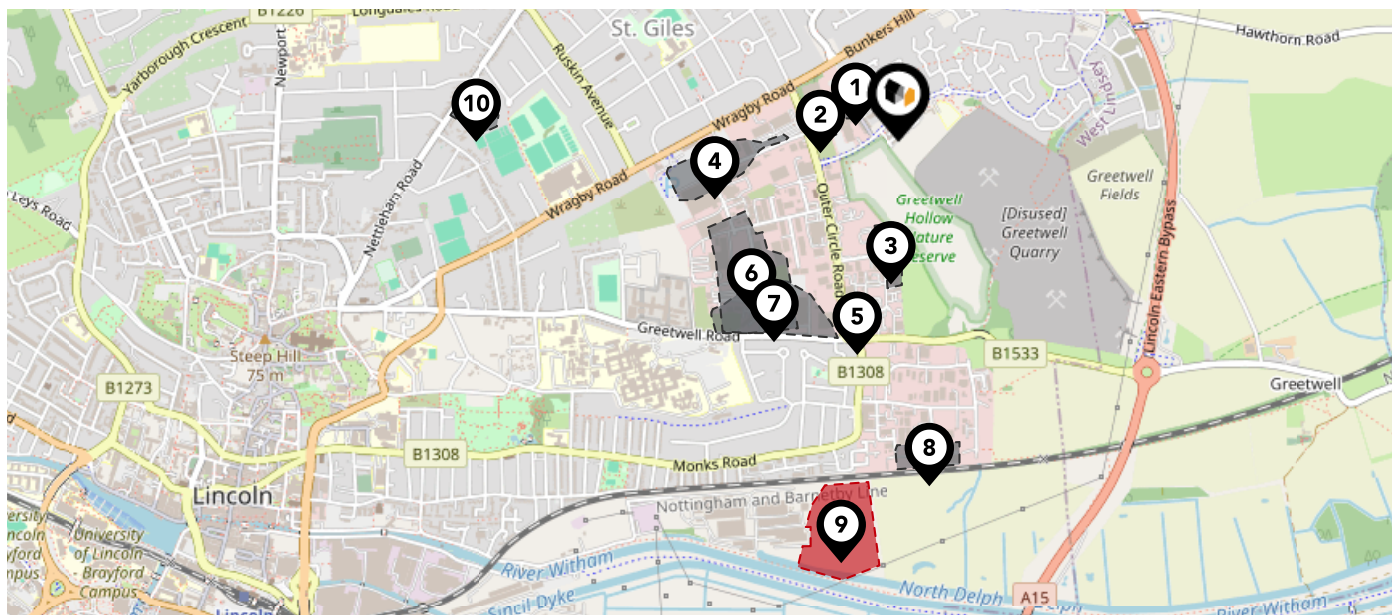 B1226
Longdales Road
Yarborough Crescent
Newport
St. Giles
Ruskin Avenue
Bunkers Hill
Hawthorn Road
West Lindsey
10
1
2
Wragby Road
4
Nettleham Road
Wragby Road
Leys Road
Outer Circle Road
Greetwell
Hollow
Nature
Reserve
3
[Disused]
Greetwell
Quarry
Greetwell
Fields
Lincoln Eastern Bypass
6
7
5
Greetwell Road
Steep Hill
75 m
B1273
B1308
B1533
Greetwell
B1308
Monks Road
8
Lincoln
Nottingham and Barnetby Line
9
University
of Lincoln
Brayford
Campus
River Witham
Sincil Dyke
North Delph
Delph
A15
River Witham
Lincoln